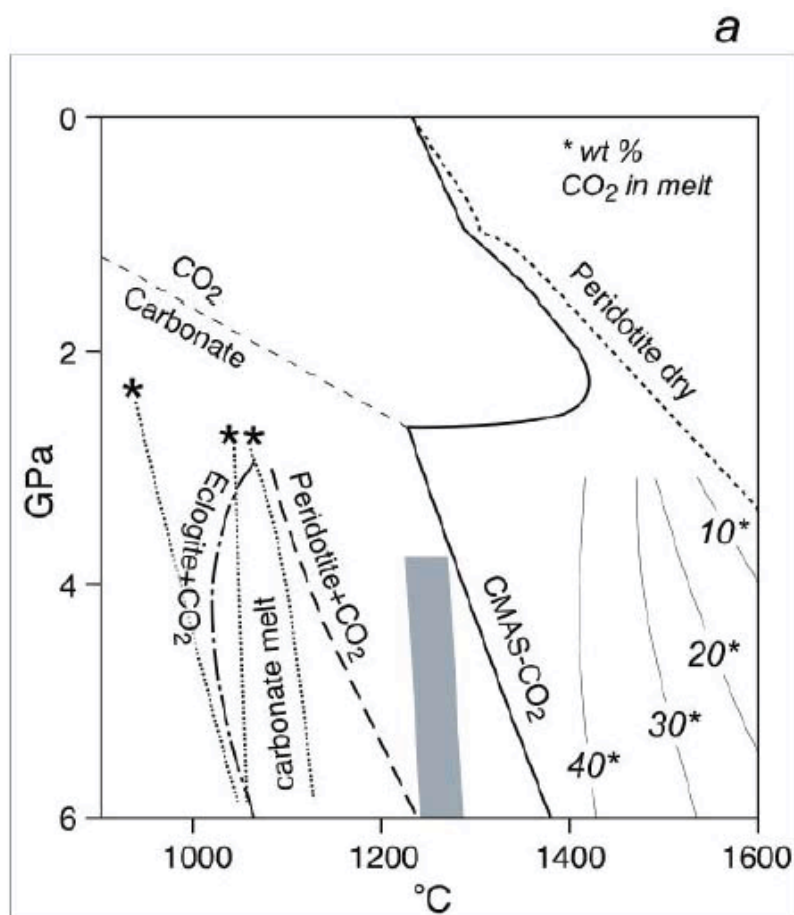 a
0
* wt %
CO2 in melt
CO2
Carbonate
Peridotite dry
2
GPa
Eclogite+CO2
Peridotite+CO2
carbonate melt
CMAS-CO2
10*
20*
30*
40*
4
6
1000
1200
1400
1600
°C